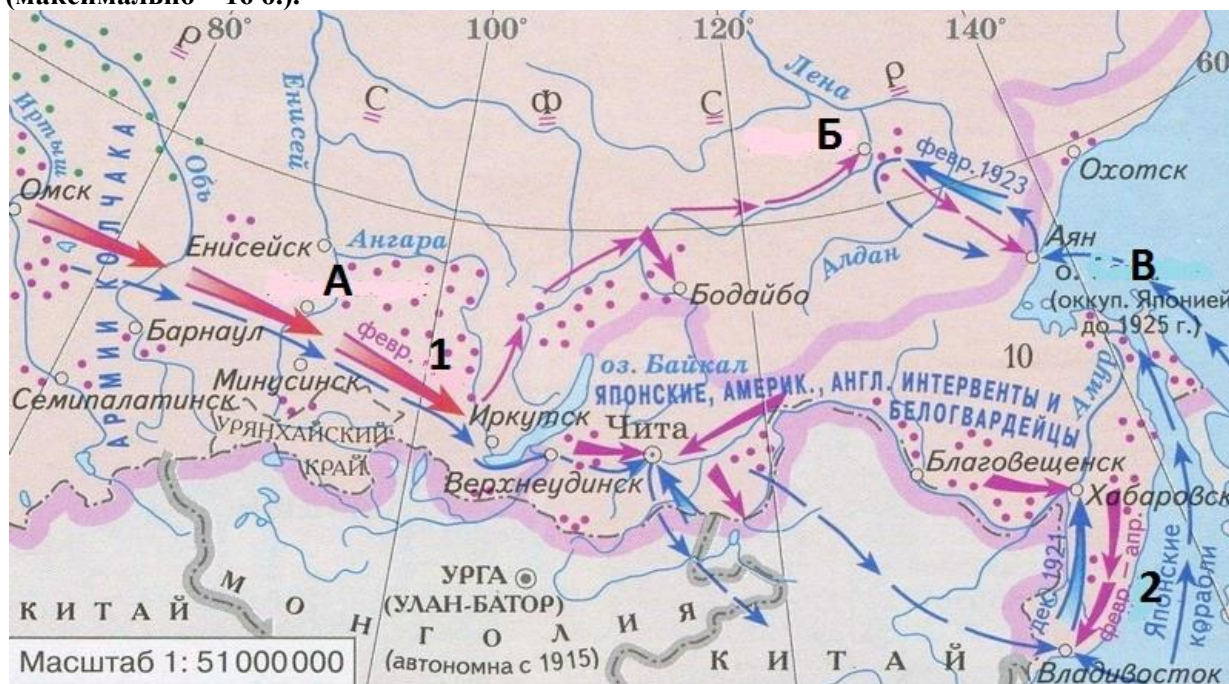 (максимально – 16 б.).
80° 100° 120° 140° 60
Р С Ф С Р
Иртыш
Обь
Енисей
Лена
Б
февр. 1923
Охотск
Омск
АРМИИ КОЛЧАКА
Енисейск
Ангара
А
Алдан
Аян
о. В
(оккуп. Японией
до 1925 г.)
Бодайбо
Барнаул
февр. 1
10
Амур
Минусинск
оз. Байкал
Семипалатинск
Иркутск
ЯПОНСКИЕ, АМЕРИК., АНГЛ. ИНТЕРВЕНТЫ И
БЕЛОГВАРДЕЙЦЫ
УРЯНХАЙСКИЙ
КРАЙ
Чита
Верхнеудинск
Благовещенск
Хабаровск
дек. 1921
февр. – апр.
2
Японские
корабли
УРГА
(УЛАН-БАТОР)
КИТАЙ
МОНГОЛИЯ
(автономна с 1915)
КИТАЙ
Владивосток
Масштаб 1: 51 000 000